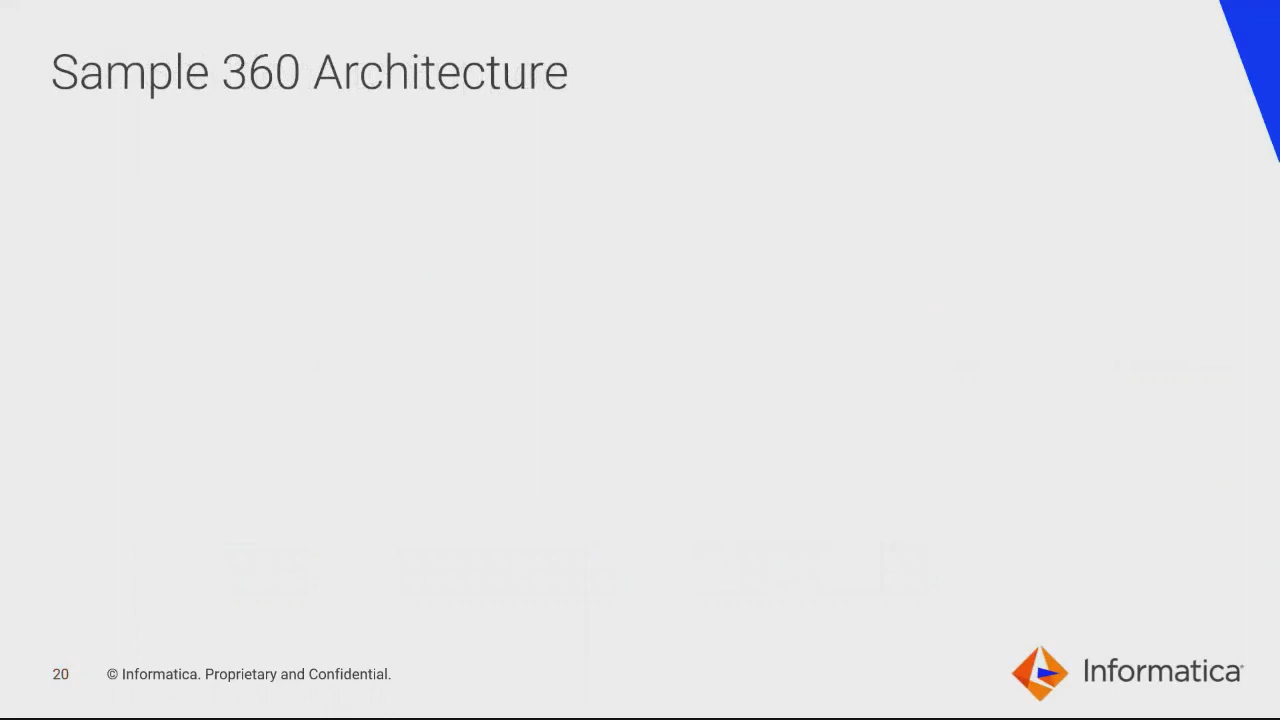 Sample 360 Architecture
20 © Informatica. Proprietary and Confidential.
Informatica